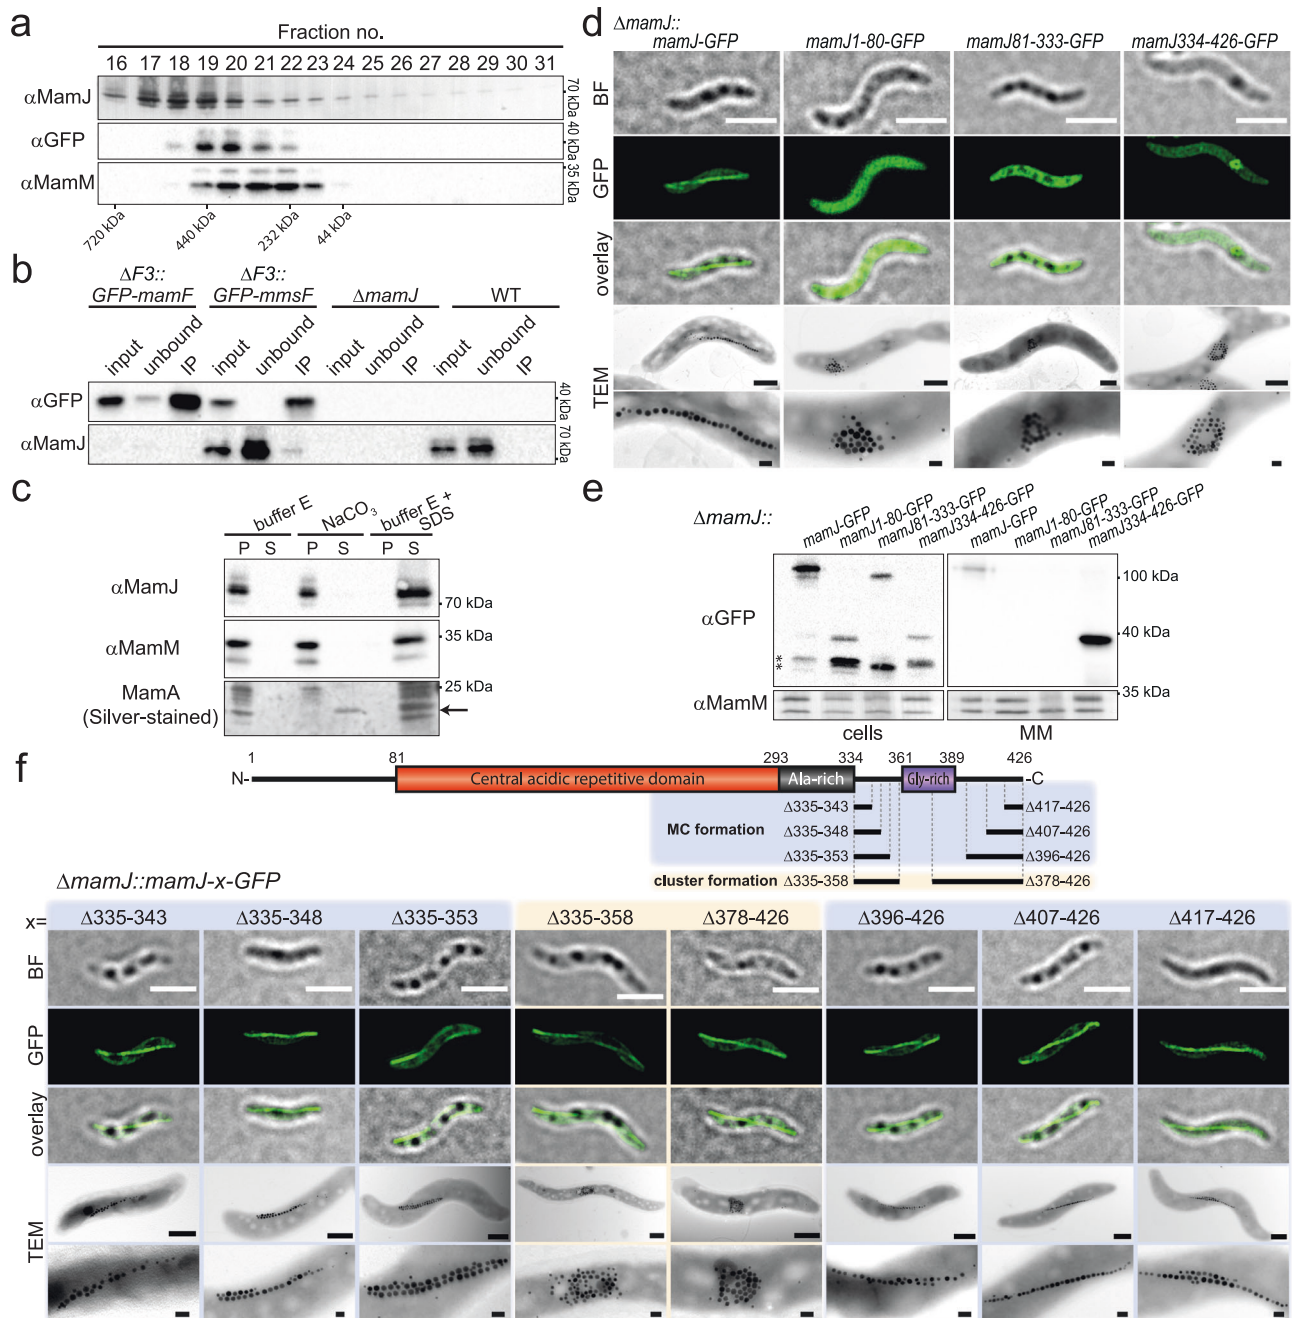 a
Fraction no.
16 17 18 19 20 21 22 23 24 25 26 27 28 29 30 31
αMamJ
70 kDa
αGFP
40 kDa
αMamM
35 kDa
720 kDa 440 kDa 232 kDa 44 kDa
b
ΔF3:: GFP-mamF
ΔF3:: GFP-mmsF
ΔmamJ
WT
input unbound IP input unbound IP input unbound IP input unbound IP
αGFP
40 kDa
αMamJ
70 kDa
c
buffer E
NaCO3
buffer E + SDS
P S P S P S
αMamJ
70 kDa
αMamM
35 kDa
MamA
(Silver-stained)
25 kDa
d
ΔmamJ::
mamJ-GFP mamJ1-80-GFP mamJ81-333-GFP mamJ334-426-GFP
BF
GFP
overlay
TEM
e
ΔmamJ::
mamJ-GFP mamJ1-80-GFP mamJ81-333-GFP mamJ334-426-GFP mamJ-GFP mamJ1-80-GFP mamJ81-333-GFP mamJ334-426-GFP
αGFP
100 kDa
40 kDa
*
*
αMamM
35 kDa
cells MM
f
1 81 293 334 361 389 426
N- Central acidic repetitive domain Ala-rich Gly-rich -C
Δ335-343 Δ417-426
MC formation Δ335-348 Δ407-426
Δ335-353 Δ396-426
cluster formation Δ335-358 Δ378-426
ΔmamJ::mamJ-x-GFP
x= Δ335-343 Δ335-348 Δ335-353 Δ335-358 Δ378-426 Δ396-426 Δ407-426 Δ417-426
BF
GFP
overlay
TEM